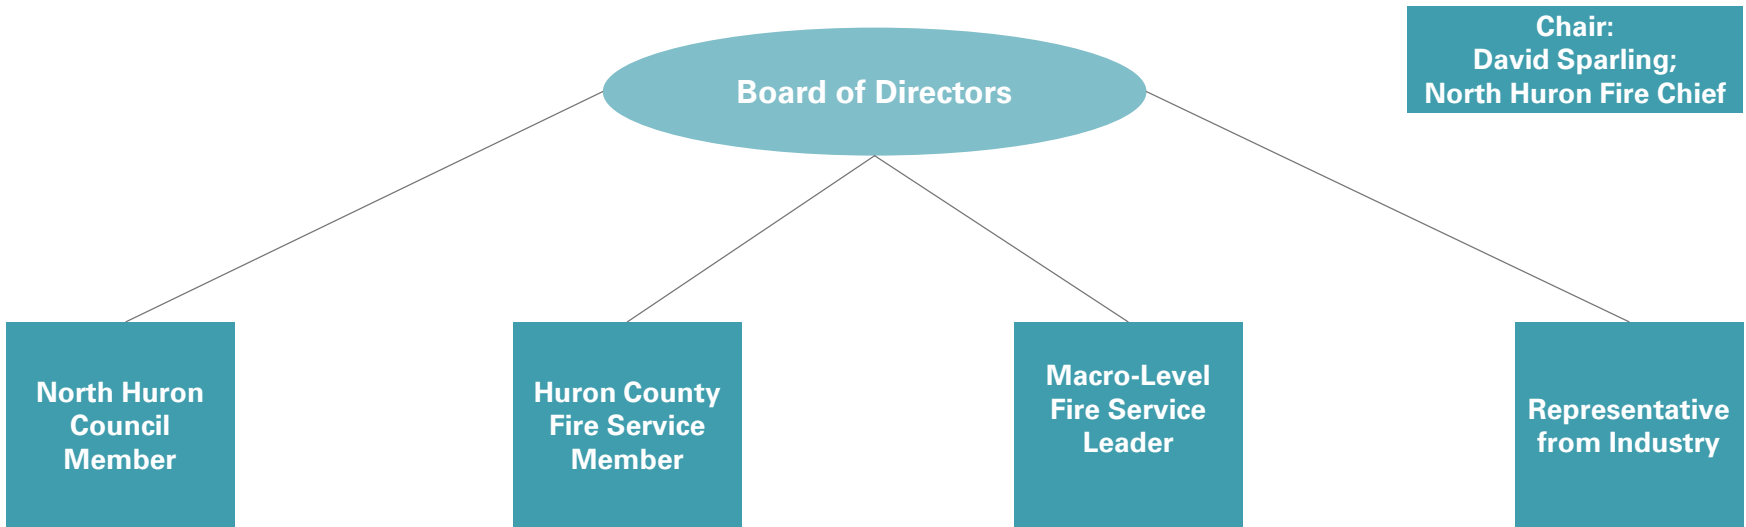 Board of Directors
Chair:
David Sparling;
North Huron Fire Chief
North Huron
Council
Member
Huron County
Fire Service
Member
Macro-Level
Fire Service
Leader
Representative
from Industry